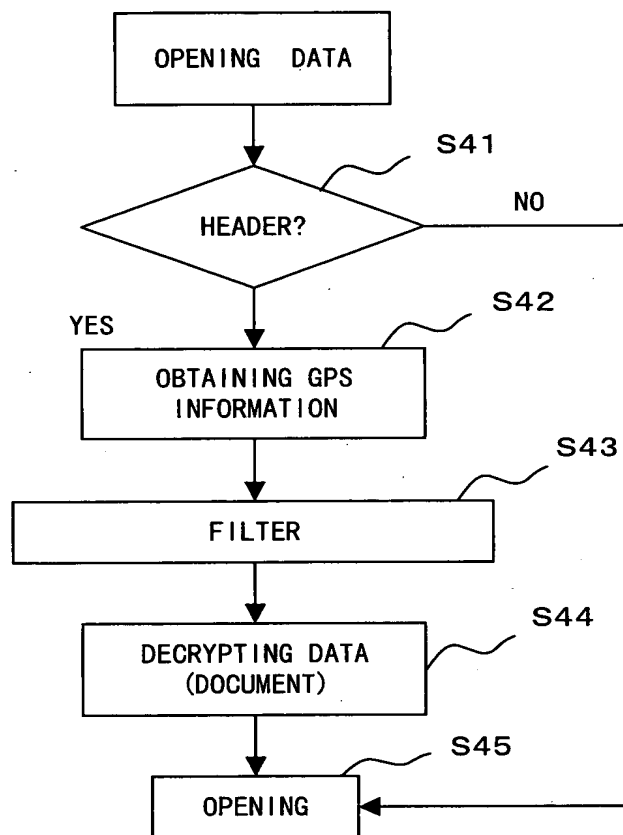 OPENING DATA
S41
HEADER?
NO
YES
S42
OBTAINING GPS
INFORMATION
S43
FILTER
S44
DECRYPTING DATA
(DOCUMENT)
S45
OPENING